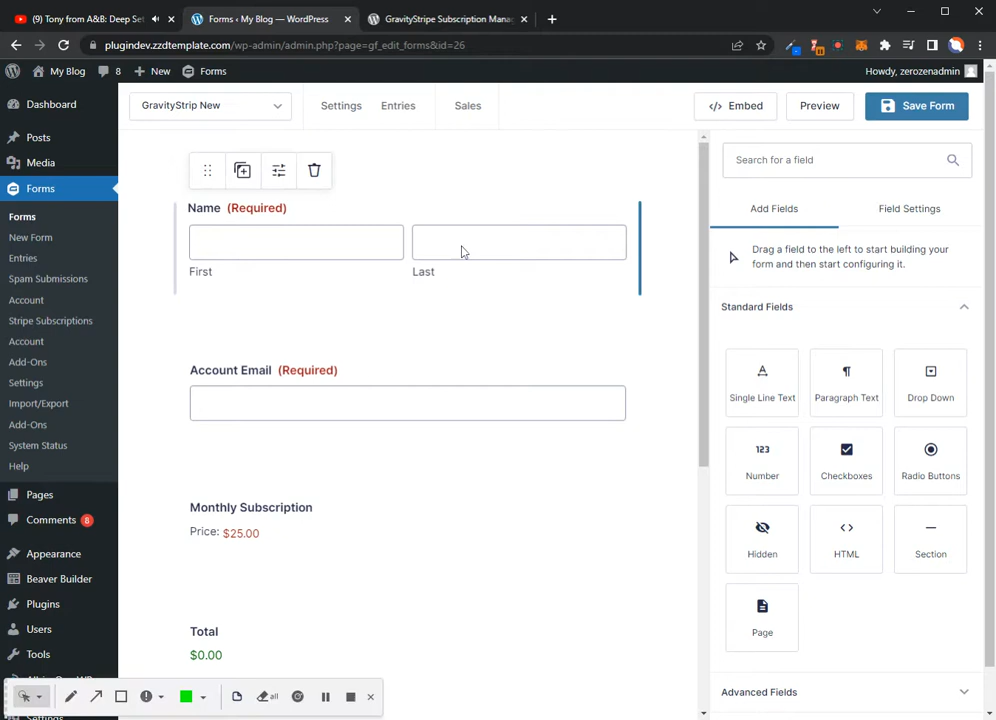 (9) Tony from A&B: Deep Se
Forms ‹ My Blog — WordPress
GravityStripe Subscription Mana
plugindev.zzdtemplate.com/wp-admin/admin.php?page=gf_edit_forms&id=26
My Blog
8
New
Forms
Howdy, zerozenadmin
Dashboard
Posts
Media
Forms
Forms
New Form
Entries
Spam Submissions
Account
Stripe Subscriptions
Account
Add-Ons
Settings
Import/Export
Add-Ons
System Status
Help
Pages
Comments 8
Appearance
Beaver Builder
Plugins
Users
Tools
Settings
GravityStrip New
Settings
Entries
Sales
Embed
Preview
Save Form
Name (Required)
First
Last
Account Email (Required)
Monthly Subscription
Price: $25.00
Total
$0.00
all
Search for a field
Add Fields
Field Settings
Drag a field to the left to start building your
form and then start configuring it.
Standard Fields
Single Line Text
Paragraph Text
Drop Down
123
Number
Checkboxes
Radio Buttons
Hidden
HTML
Section
Page
Advanced Fields